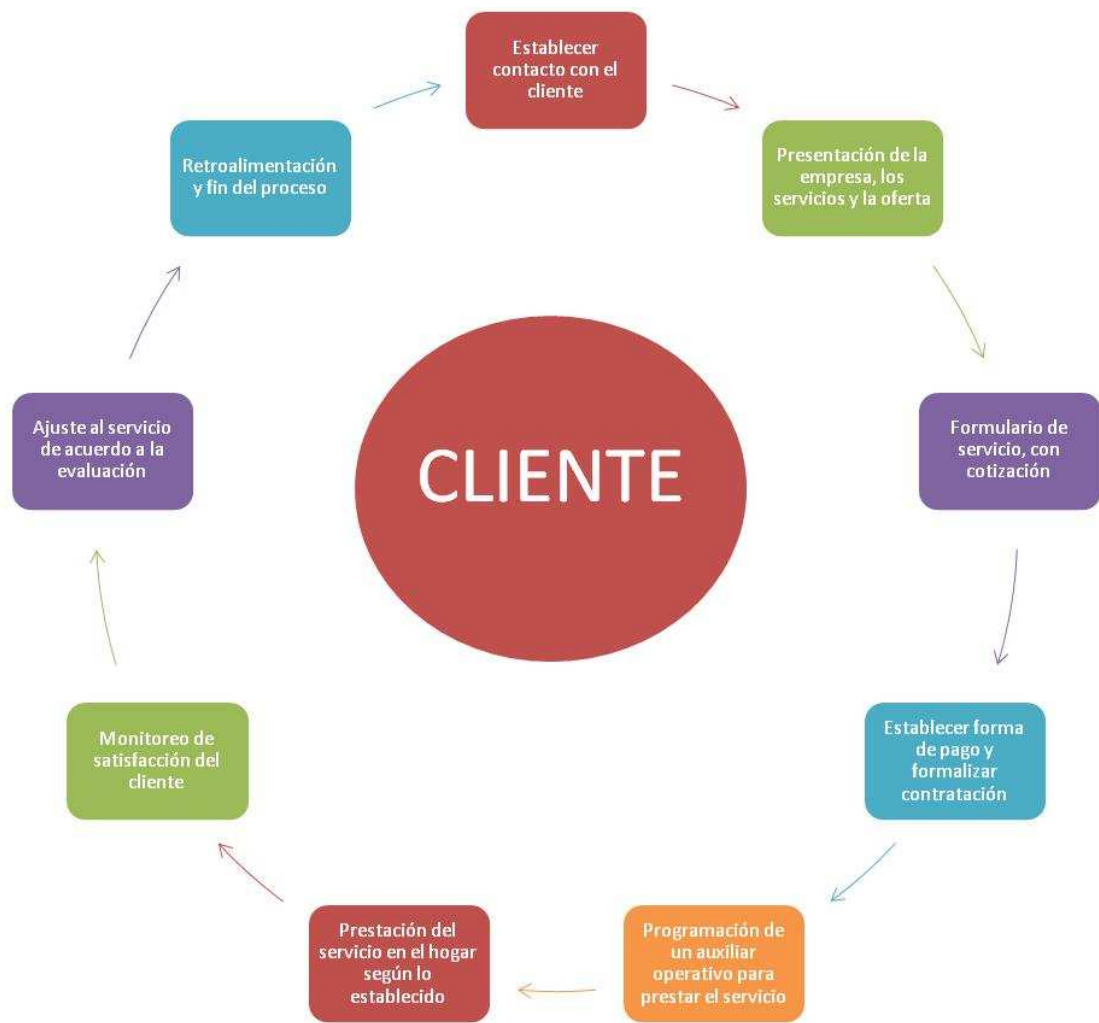 Establecer
contacto con el
cliente
Presentación de la
empresa, los
servicios y la oferta
Formulario de
servicio, con
cotización
Establecer forma
de pago y
formalizar
contratación
Programación de
un auxiliar
operativo para
prestar el servicio
Prestación del
servicio en el hogar
según lo
establecido
Monitoreo de
satisfacción del
cliente
Ajuste al servicio
de acuerdo a la
evaluación
Retroalimentación
y fin del proceso
CLIENTE